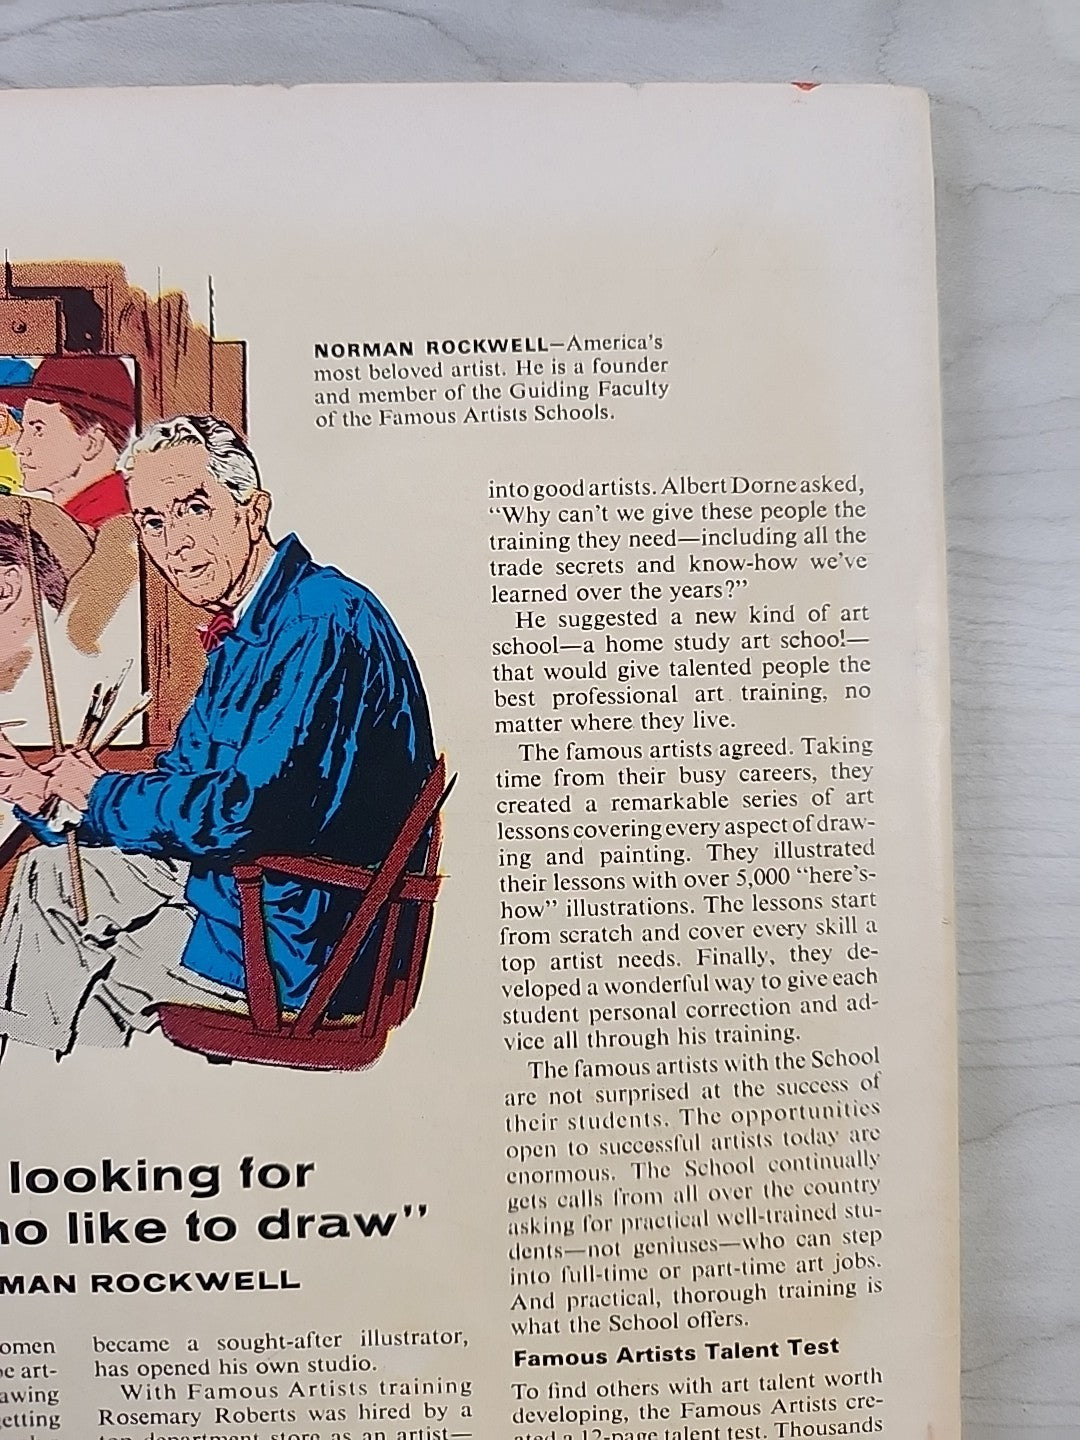 NORMAN ROCKWELL—America's
most beloved artist. He is a founder
and member of the Guiding Faculty
of the Famous Artists Schools.
looking for
like to draw"
ROCKWELL
became a sought-after illustrator,
has opened his own studio.
With Famous Artists training
Rosemary Roberts was hired by a
department store as an artist—
into good artists. Albert Dorne asked,
“Why can't we give these people the
training they need—including all the
trade secrets and know-how we've
learned over the years?”
He suggested a new kind of art
school—a home study art school—
that would give talented people the
best professional art training, no
matter where they live.
The famous artists agreed. Taking
time from their busy careers, they
created a remarkable series of art
lessons covering every aspect of draw-
ing and painting. They illustrated
their lessons with over 5,000 “here's-
how” illustrations. The lessons start
from scratch and cover every skill a
top artist needs. Finally, they de-
veloped a wonderful way to give each
student personal correction and ad-
vice all through his training.
The famous artists with the School
are not surprised at the success of
their students. The opportunities
open to successful artists today are
enormous. The School continually
gets calls from all over the country
asking for practical well-trained stu-
dents—not geniuses—who can step
into full-time or part-time art jobs.
And practical, thorough training is
what the School offers.
Famous Artists Talent Test
To find others with art talent worth
developing, the Famous Artists cre-
ated a 12-page talent test. Thousands